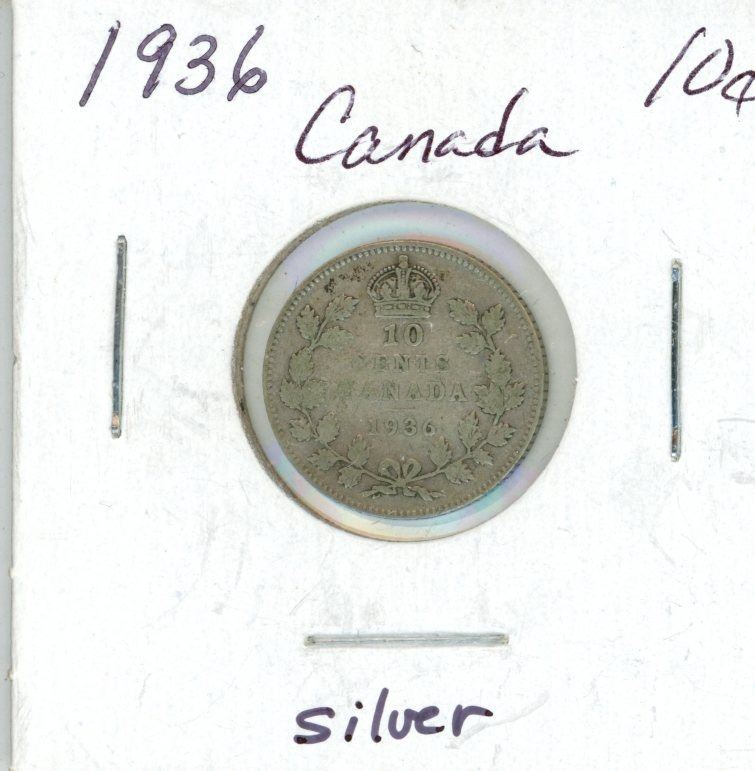 1936 10¢
Canada
10
CENTS
CANADA
1936
silver